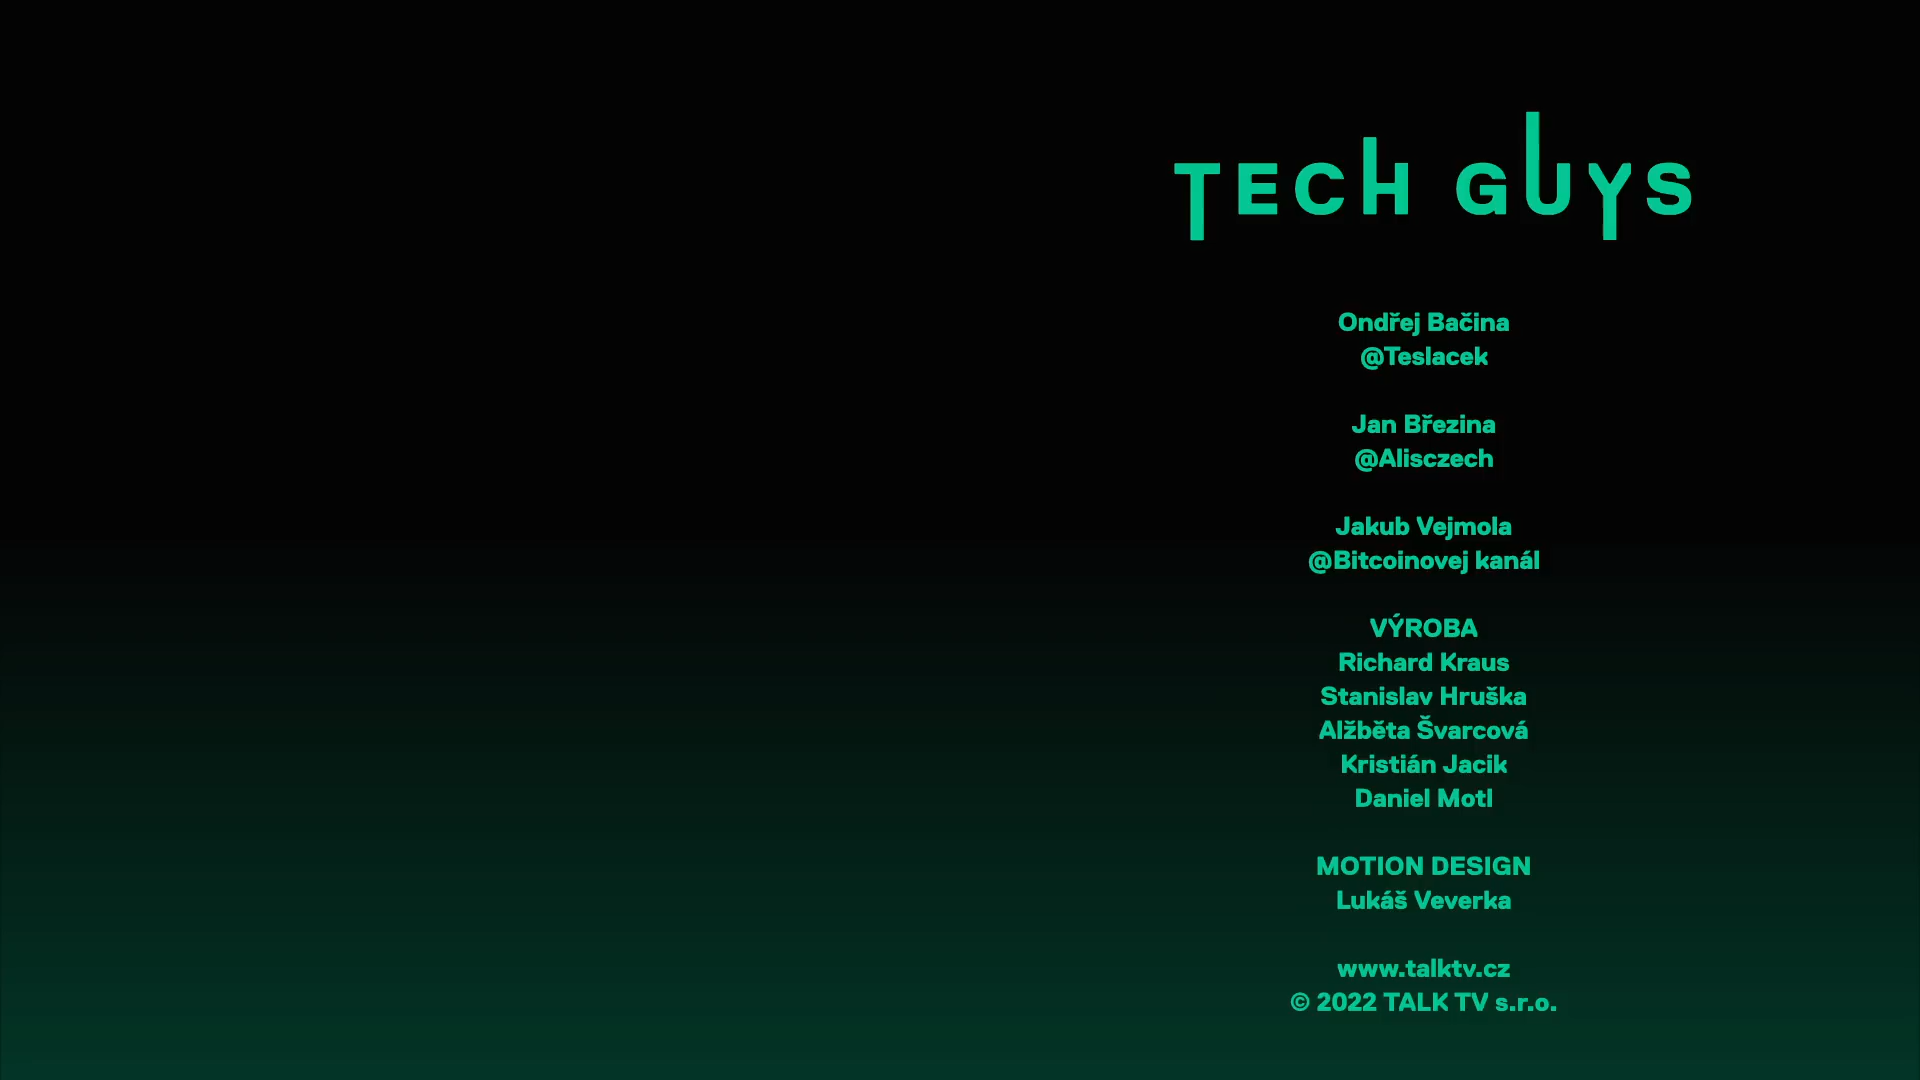 TECH GUYS
Ondřej Bačina
@Teslacek
Jan Březina
@Alisczech
Jakub Vejmola
@Bitcoinovej kanál
VÝROBA
Richard Kraus
Stanislav Hruška
Alžběta Švarcová
Kristián Jacik
Daniel Motl
MOTION DESIGN
Lukáš Veverka
www.talktv.cz
© 2022 TALK TV s.r.o.